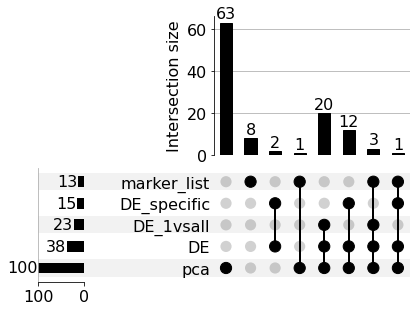 63
60
40
20
0
Intersection size
8
2
1
20
12
3
1
13 marker_list
15 DE_specific
23 DE_1vsall
38 DE
100 pca
100 0